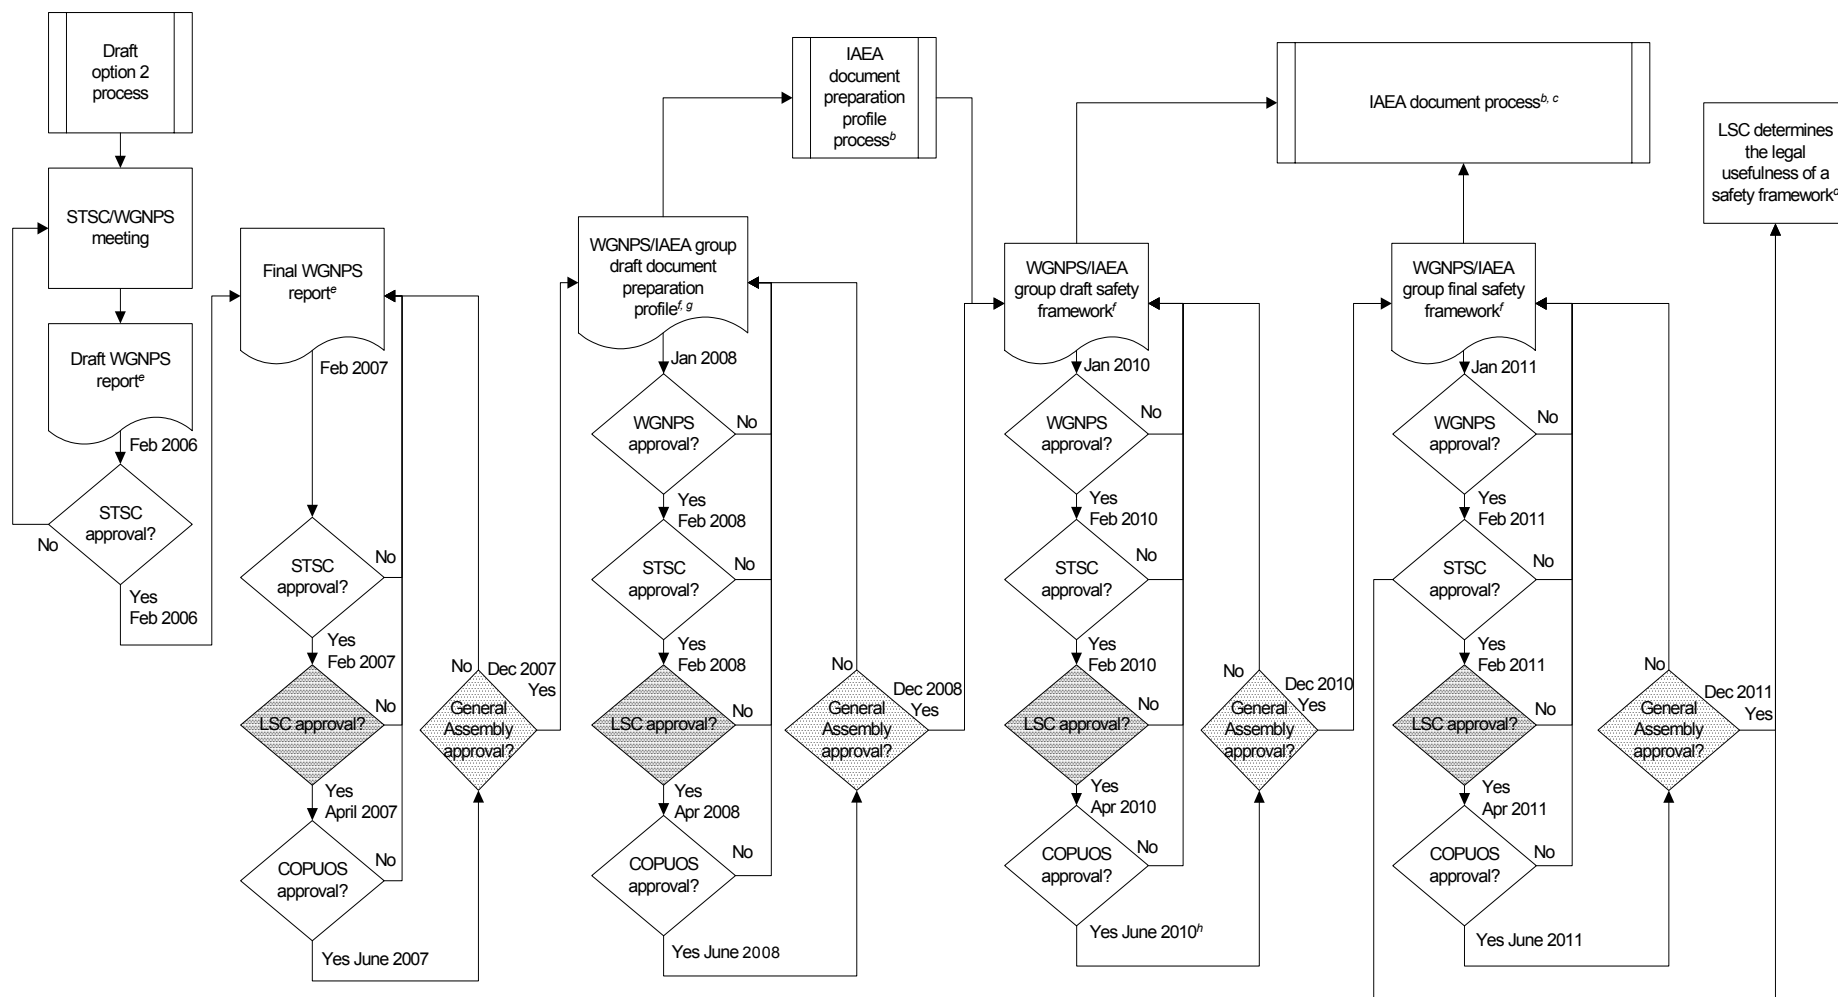 Draft
option 2
process
STSC/WGNPS
meeting
Draft WGNPS
report^e
Feb 2006
STSC
approval?
No
Yes
Feb 2006
Final WGNPS
report^e
Feb 2007
STSC
approval?
No
Yes
Feb 2007
LSC approval?
No
Yes
April 2007
COPUOS
approval?
No
Yes June 2007
No
Dec 2007
Yes
General
Assembly
approval?
WGNPS/IAEA group
draft document
preparation
profile^f, g
Jan 2008
WGNPS
approval?
No
Yes
Feb 2008
STSC
approval?
No
Yes
Feb 2008
LSC approval?
No
Yes
Apr 2008
COPUOS
approval?
No
Yes June 2008
IAEA
document
preparation
profile
process^b
No
Dec 2008
Yes
General
Assembly
approval?
WGNPS/IAEA
group draft safety
framework^f
Jan 2010
WGNPS
approval?
No
Yes
Feb 2010
STSC
approval?
No
Yes
Feb 2010
LSC approval?
No
Yes
Apr 2010
COPUOS
approval?
No
Yes June 2010^h
No
Dec 2010
Yes
General
Assembly
approval?
IAEA document process^b, c
WGNPS/IAEA
group final safety
framework^f
Jan 2011
WGNPS
approval?
No
Yes
Feb 2011
STSC
approval?
No
Yes
Feb 2011
LSC approval?
No
Yes
Apr 2011
COPUOS
approval?
No
Yes June 2011
No
Dec 2011
Yes
General
Assembly
approval?
LSC determines
the legal
usefulness of a
safety framework^d